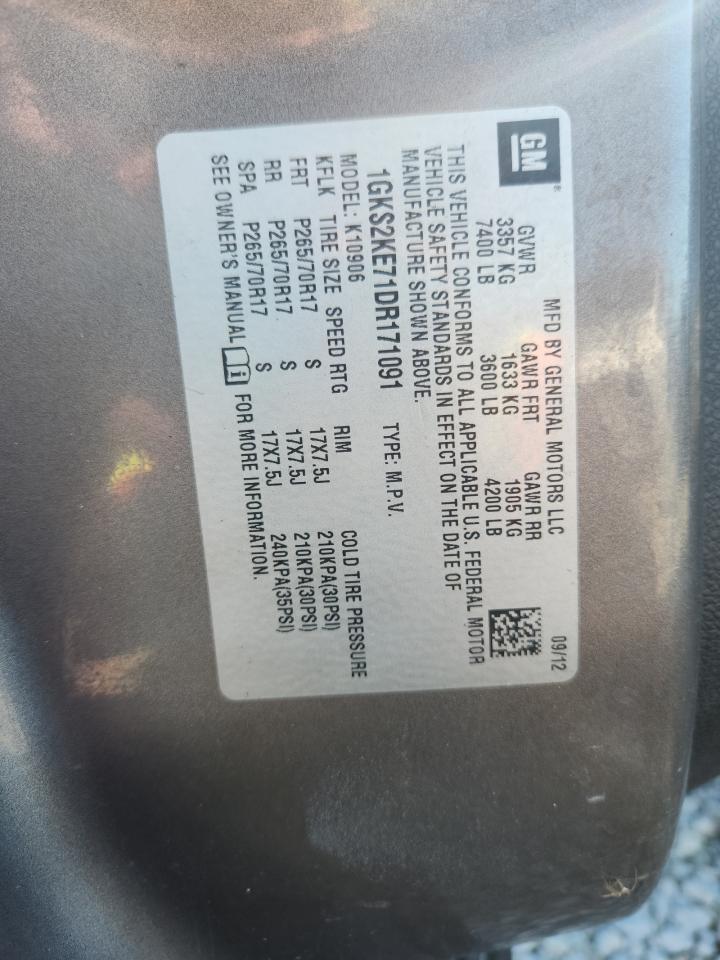 GM®
MFD BY GENERAL MOTORS LLC 09/12
GVWR GAWR FRT GAWR RR
3357 KG 1633 KG 1905 KG
7400 LB 3600 LB 4200 LB
THIS VEHICLE CONFORMS TO ALL APPLICABLE U.S. FEDERAL MOTOR
VEHICLE SAFETY STANDARDS IN EFFECT ON THE DATE OF
MANUFACTURE SHOWN ABOVE.
1GKS2KE71DR171091 TYPE: M.P.V.
MODEL: K10906
KFLK TIRE SIZE SPEED RTG RIM COLD TIRE PRESSURE
FRT P265/70R17 S 17X7.5J 210KPA(30PSI)
RR P265/70R17 S 17X7.5J 210KPA(30PSI)
SPA P265/70R17 S 17X7.5J 240KPA(35PSI)
SEE OWNER'S MANUAL FOR MORE INFORMATION.